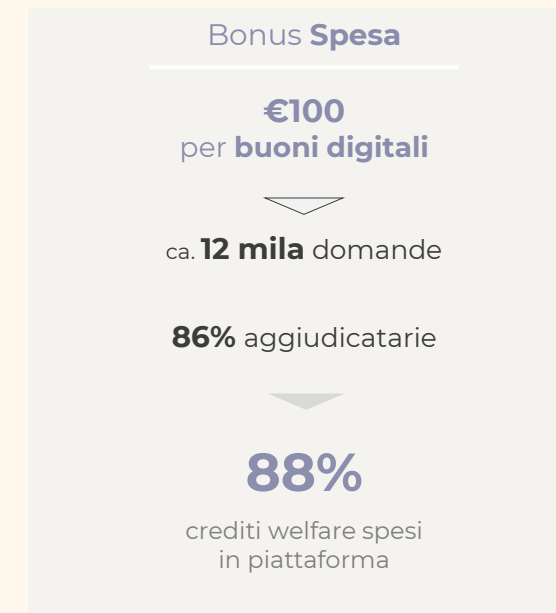 Bonus Spesa
€100
per buoni digitali
ca. 12 mila domande
86% aggiudicatarie
88%
crediti welfare spesi
in piattaforma